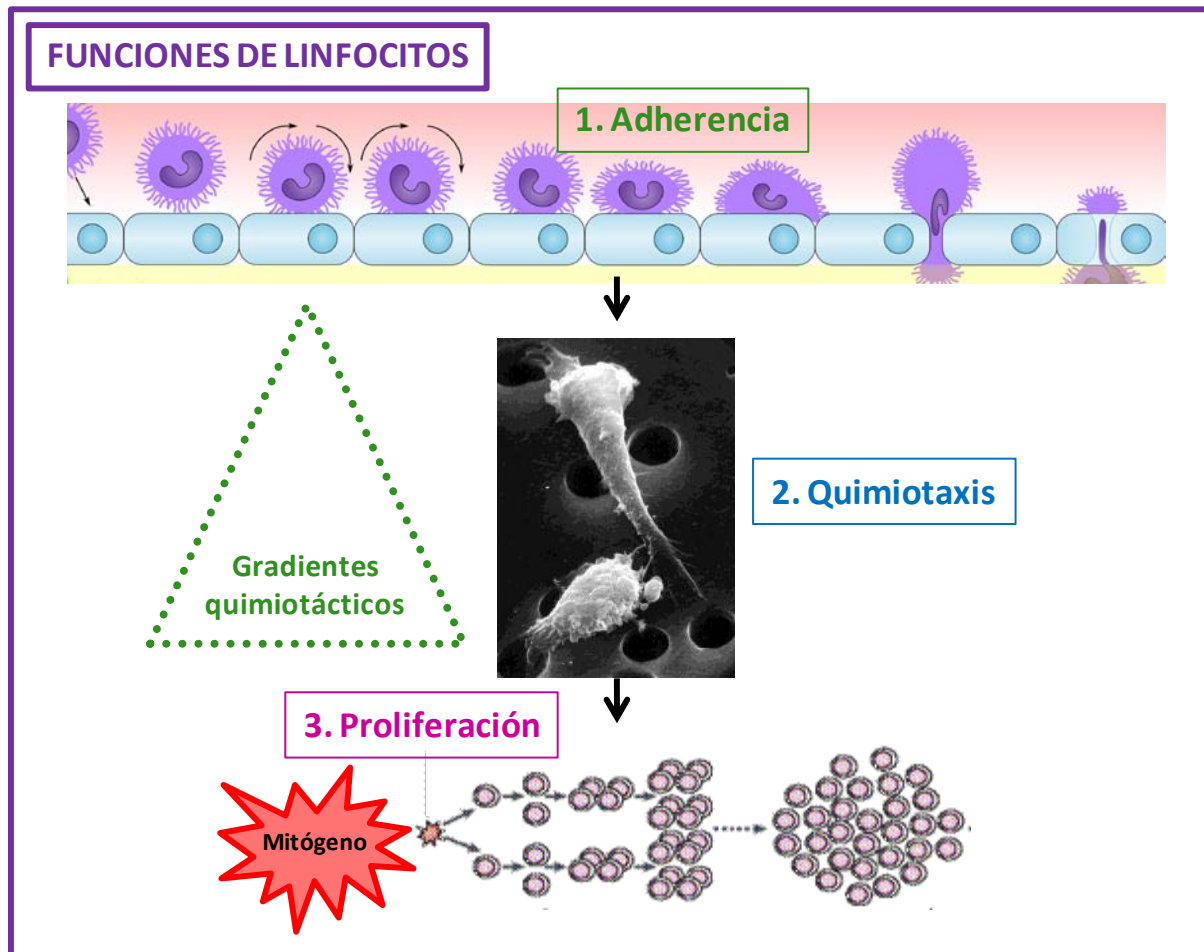 FUNCIONES DE LINFOCITOS
1. Adherencia
2. Quimiotaxis
Gradientes
quimiotácticos
3. Proliferación
Mitógeno